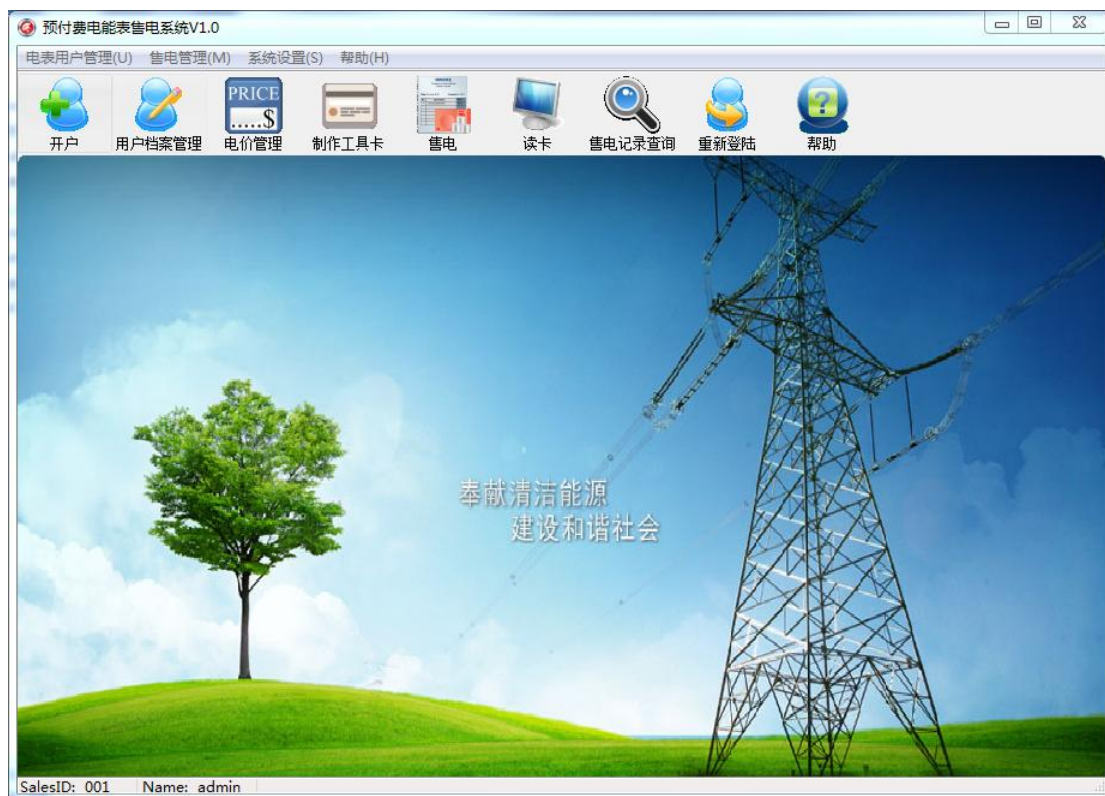 预付费电能表售电系统V1.0
电表用户管理(U) 售电管理(M) 系统设置(S) 帮助(H)
PRICE
.....$
开户 用户档案管理 电价管理 制作工具卡 售电 读卡 售电记录查询 重新登陆 帮助
奉献清洁能源
建设和谐社会
SalesID: 001 Name: admin